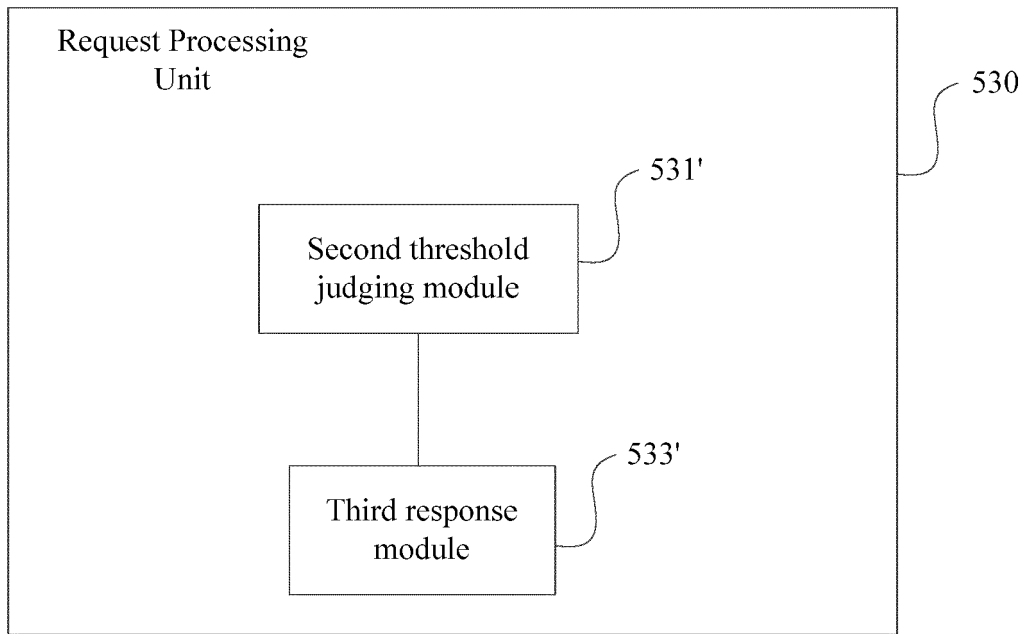 Request Processing
Unit
530
531'
Second threshold
judging module
533'
Third response
module